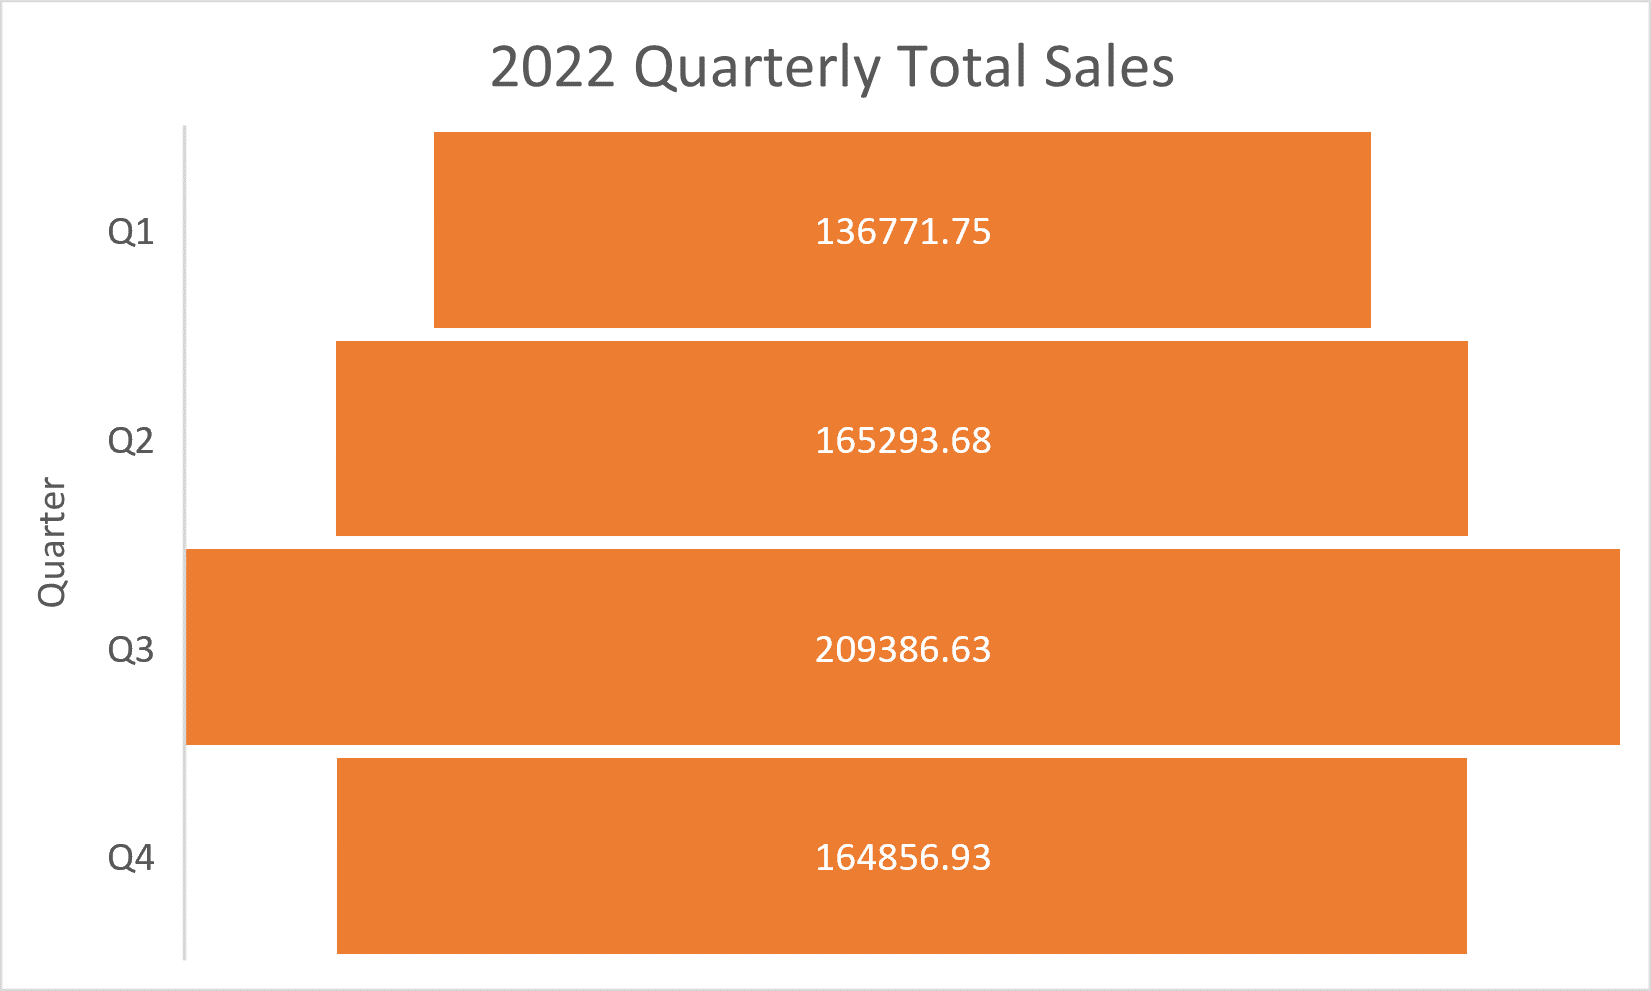 2022 Quarterly Total Sales
Quarter
Q1
136771.75
Q2
165293.68
Q3
209386.63
Q4
164856.93